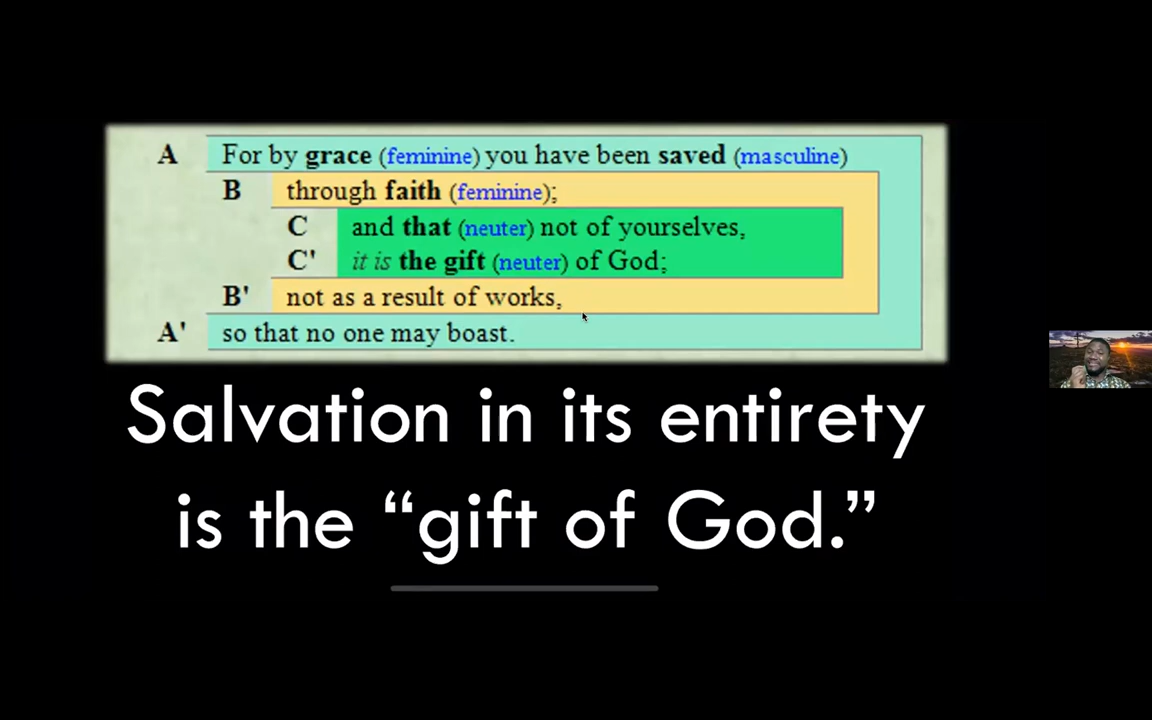 A For by grace (feminine) you have been saved (masculine)
B through faith (feminine);
C and that (neuter) not of yourselves,
C' it is the gift (neuter) of God;
B' not as a result of works,
A' so that no one may boast.
Salvation in its entirety
is the “gift of God.”